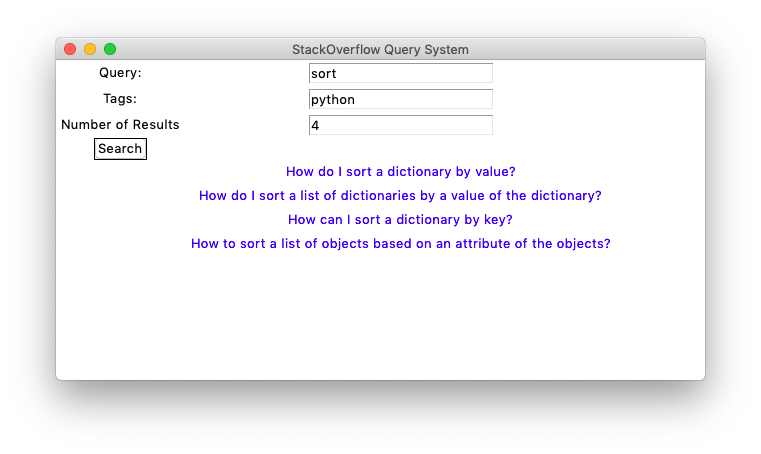 StackOverflow Query System
Query: sort
Tags: python
Number of Results 4
Search
How do I sort a dictionary by value?
How do I sort a list of dictionaries by a value of the dictionary?
How can I sort a dictionary by key?
How to sort a list of objects based on an attribute of the objects?